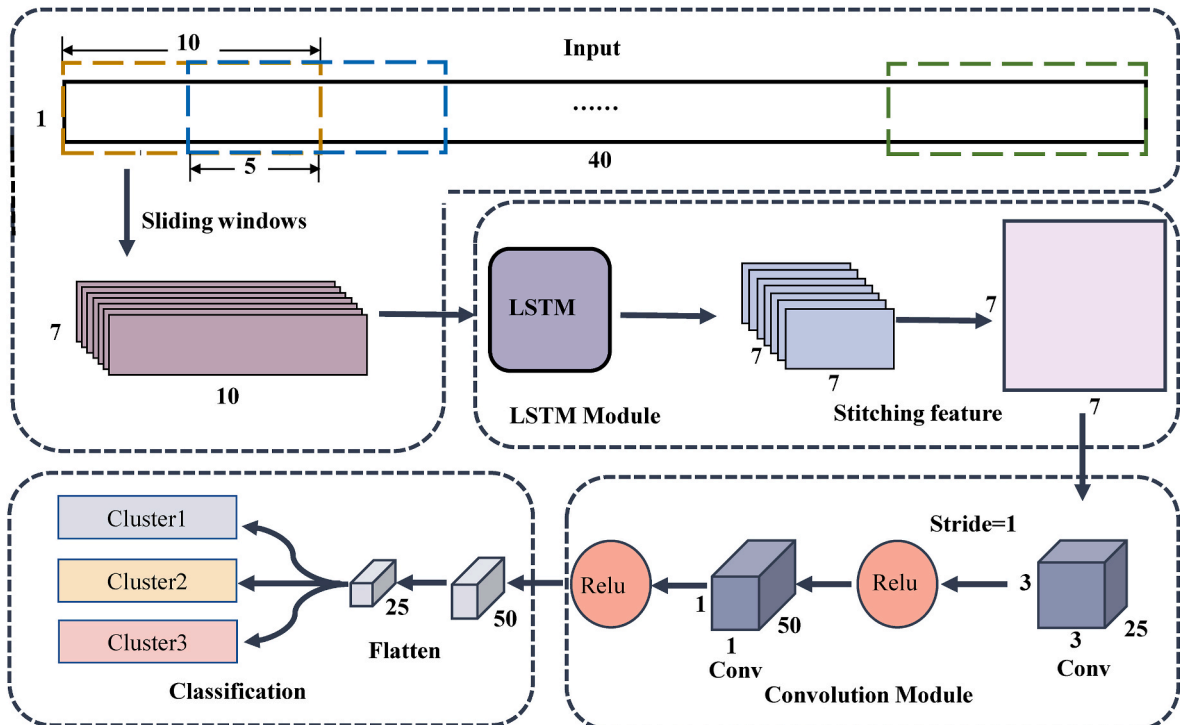 10
Input
1
......
5
40
Sliding windows
7
10
LSTM
7
7
7
7
LSTM Module
Stitching feature
Stride=1
Cluster1
Cluster2
Cluster3
25
50
Flatten
Classification
Relu
1
1
50
Conv
Relu
3
3
25
Conv
Convolution Module